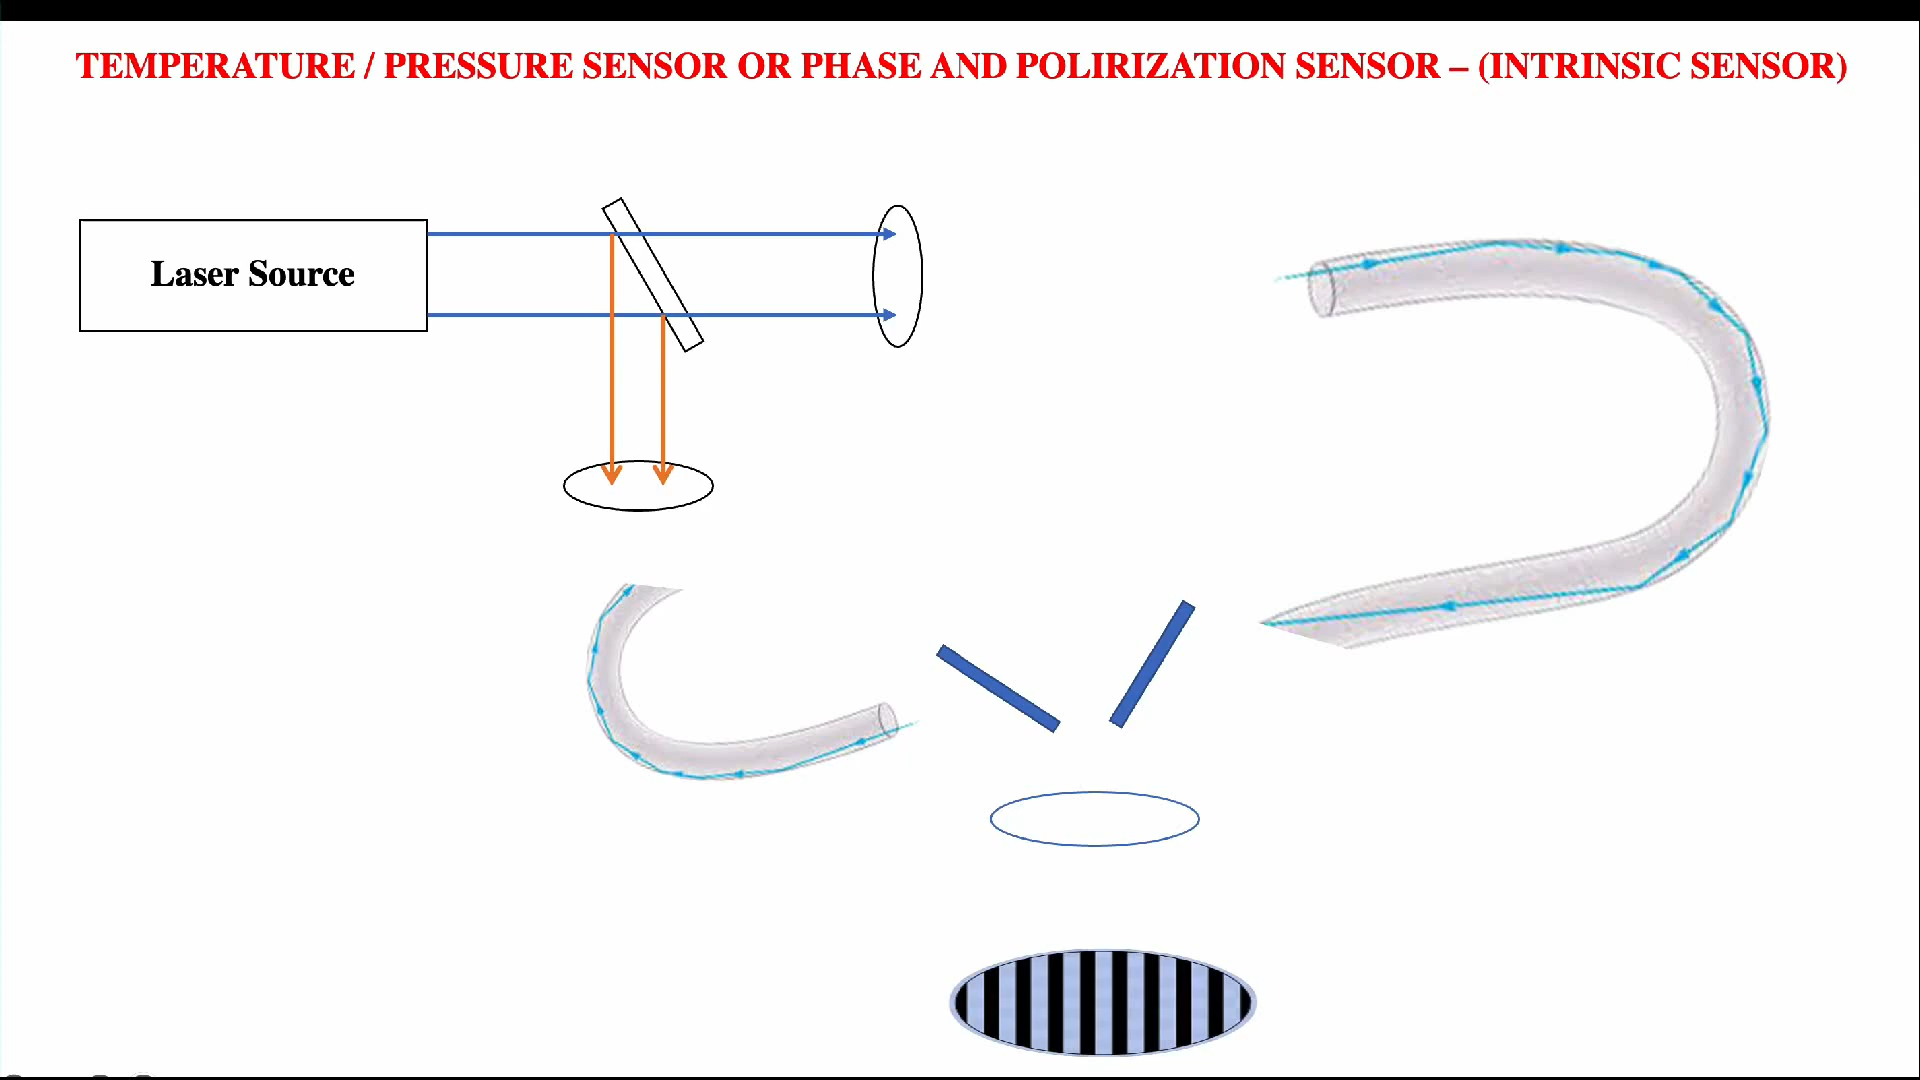 TEMPERATURE / PRESSURE SENSOR OR PHASE AND POLIRIZATION SENSOR – (INTRINSIC SENSOR)
Laser Source